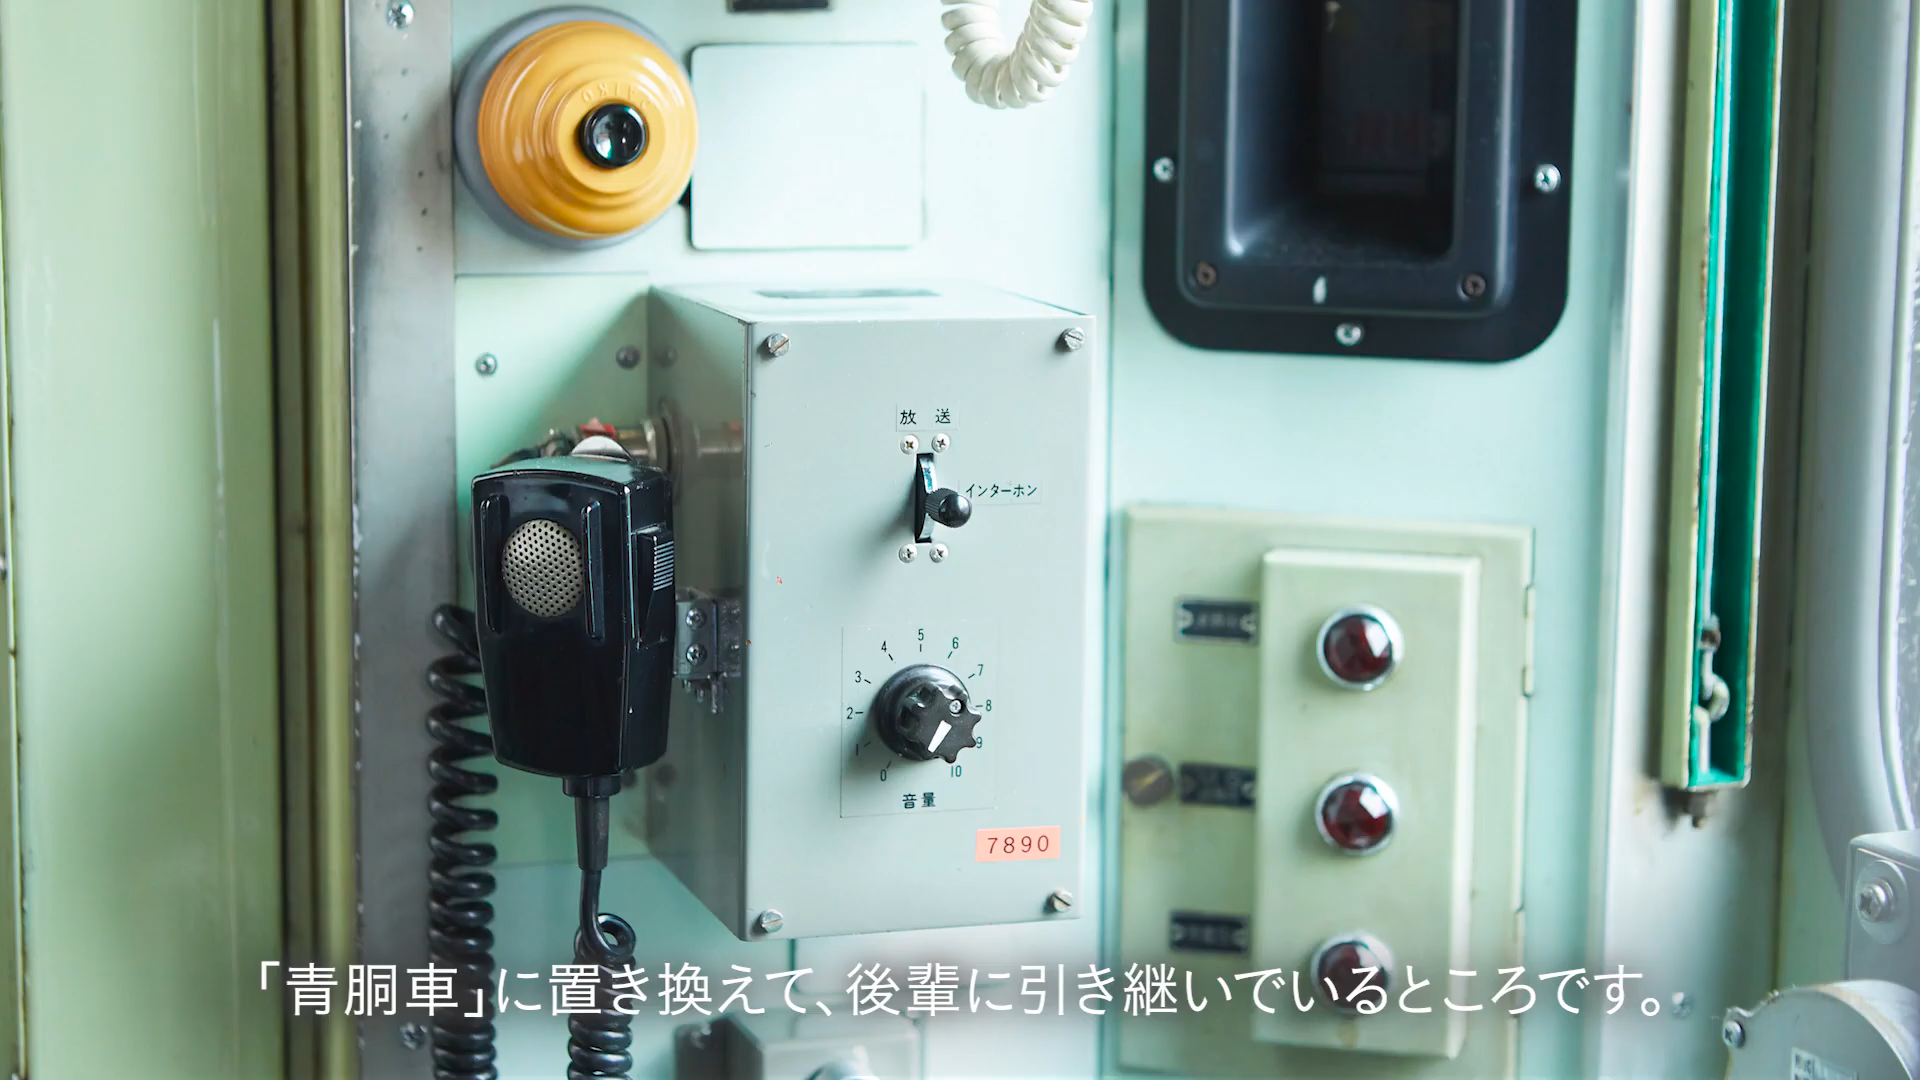 放送
インターホン
0 1 2 3 4 5 6 7 8 9 10
音量
7890
「青胴車」に置き換えて、後輩に引き継いでいるところです。